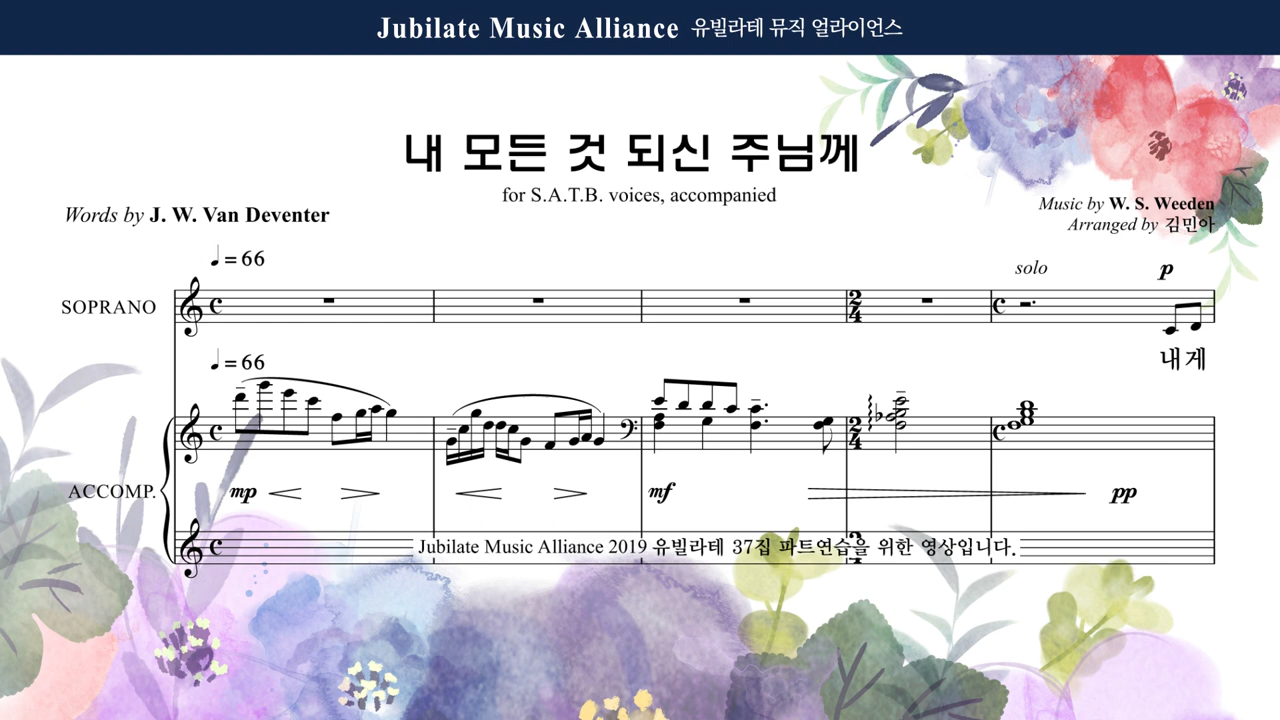 Jubilate Music Alliance 유빌라테 뮤직 얼라이언스
내 모든 것 되신 주님께
for S.A.T.B. voices, accompanied
Words by J. W. Van Deventer
Music by W. S. Weeden
Arranged by 김민아
♩ = 66
solo
p
SOPRANO
내게
♩ = 66
ACCOMP.
mp
mf
pp
Jubilate Music Alliance 2019 유빌라테 37집 파트연습을 위한 영상입니다.